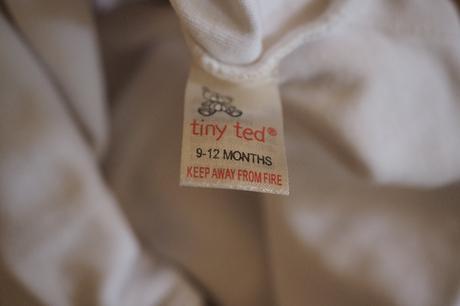 tiny ted®
9-12 MONTHS
KEEP AWAY FROM FIRE